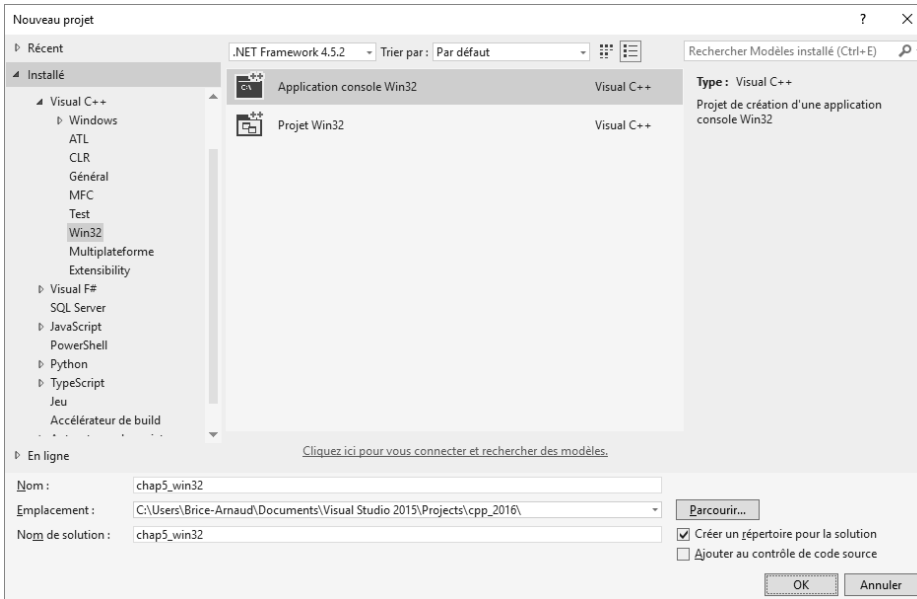 Nouveau projet
? ×
Récent
.NET Framework 4.5.2 Trier par : Par défaut
Rechercher Modèles installé (Ctrl+E)
Installé
Visual C++
Windows
ATL
CLR
Général
MFC
Test
Win32
Multiplateforme
Extensibility
Visual F#
SQL Server
JavaScript
PowerShell
Python
TypeScript
Jeu
Accélérateur de build
En ligne
Application console Win32 Visual C++
Projet Win32 Visual C++
Type : Visual C++
Projet de création d'une application
console Win32
Cliquez ici pour vous connecter et rechercher des modèles.
Nom : chap5_win32
Emplacement : C:\Users\Brice-Arnaud\Documents\Visual Studio 2015\Projects\cpp_2016\
Parcourir...
Nom de solution : chap5_win32
Créer un répertoire pour la solution
Ajouter au contrôle de code source
OK Annuler